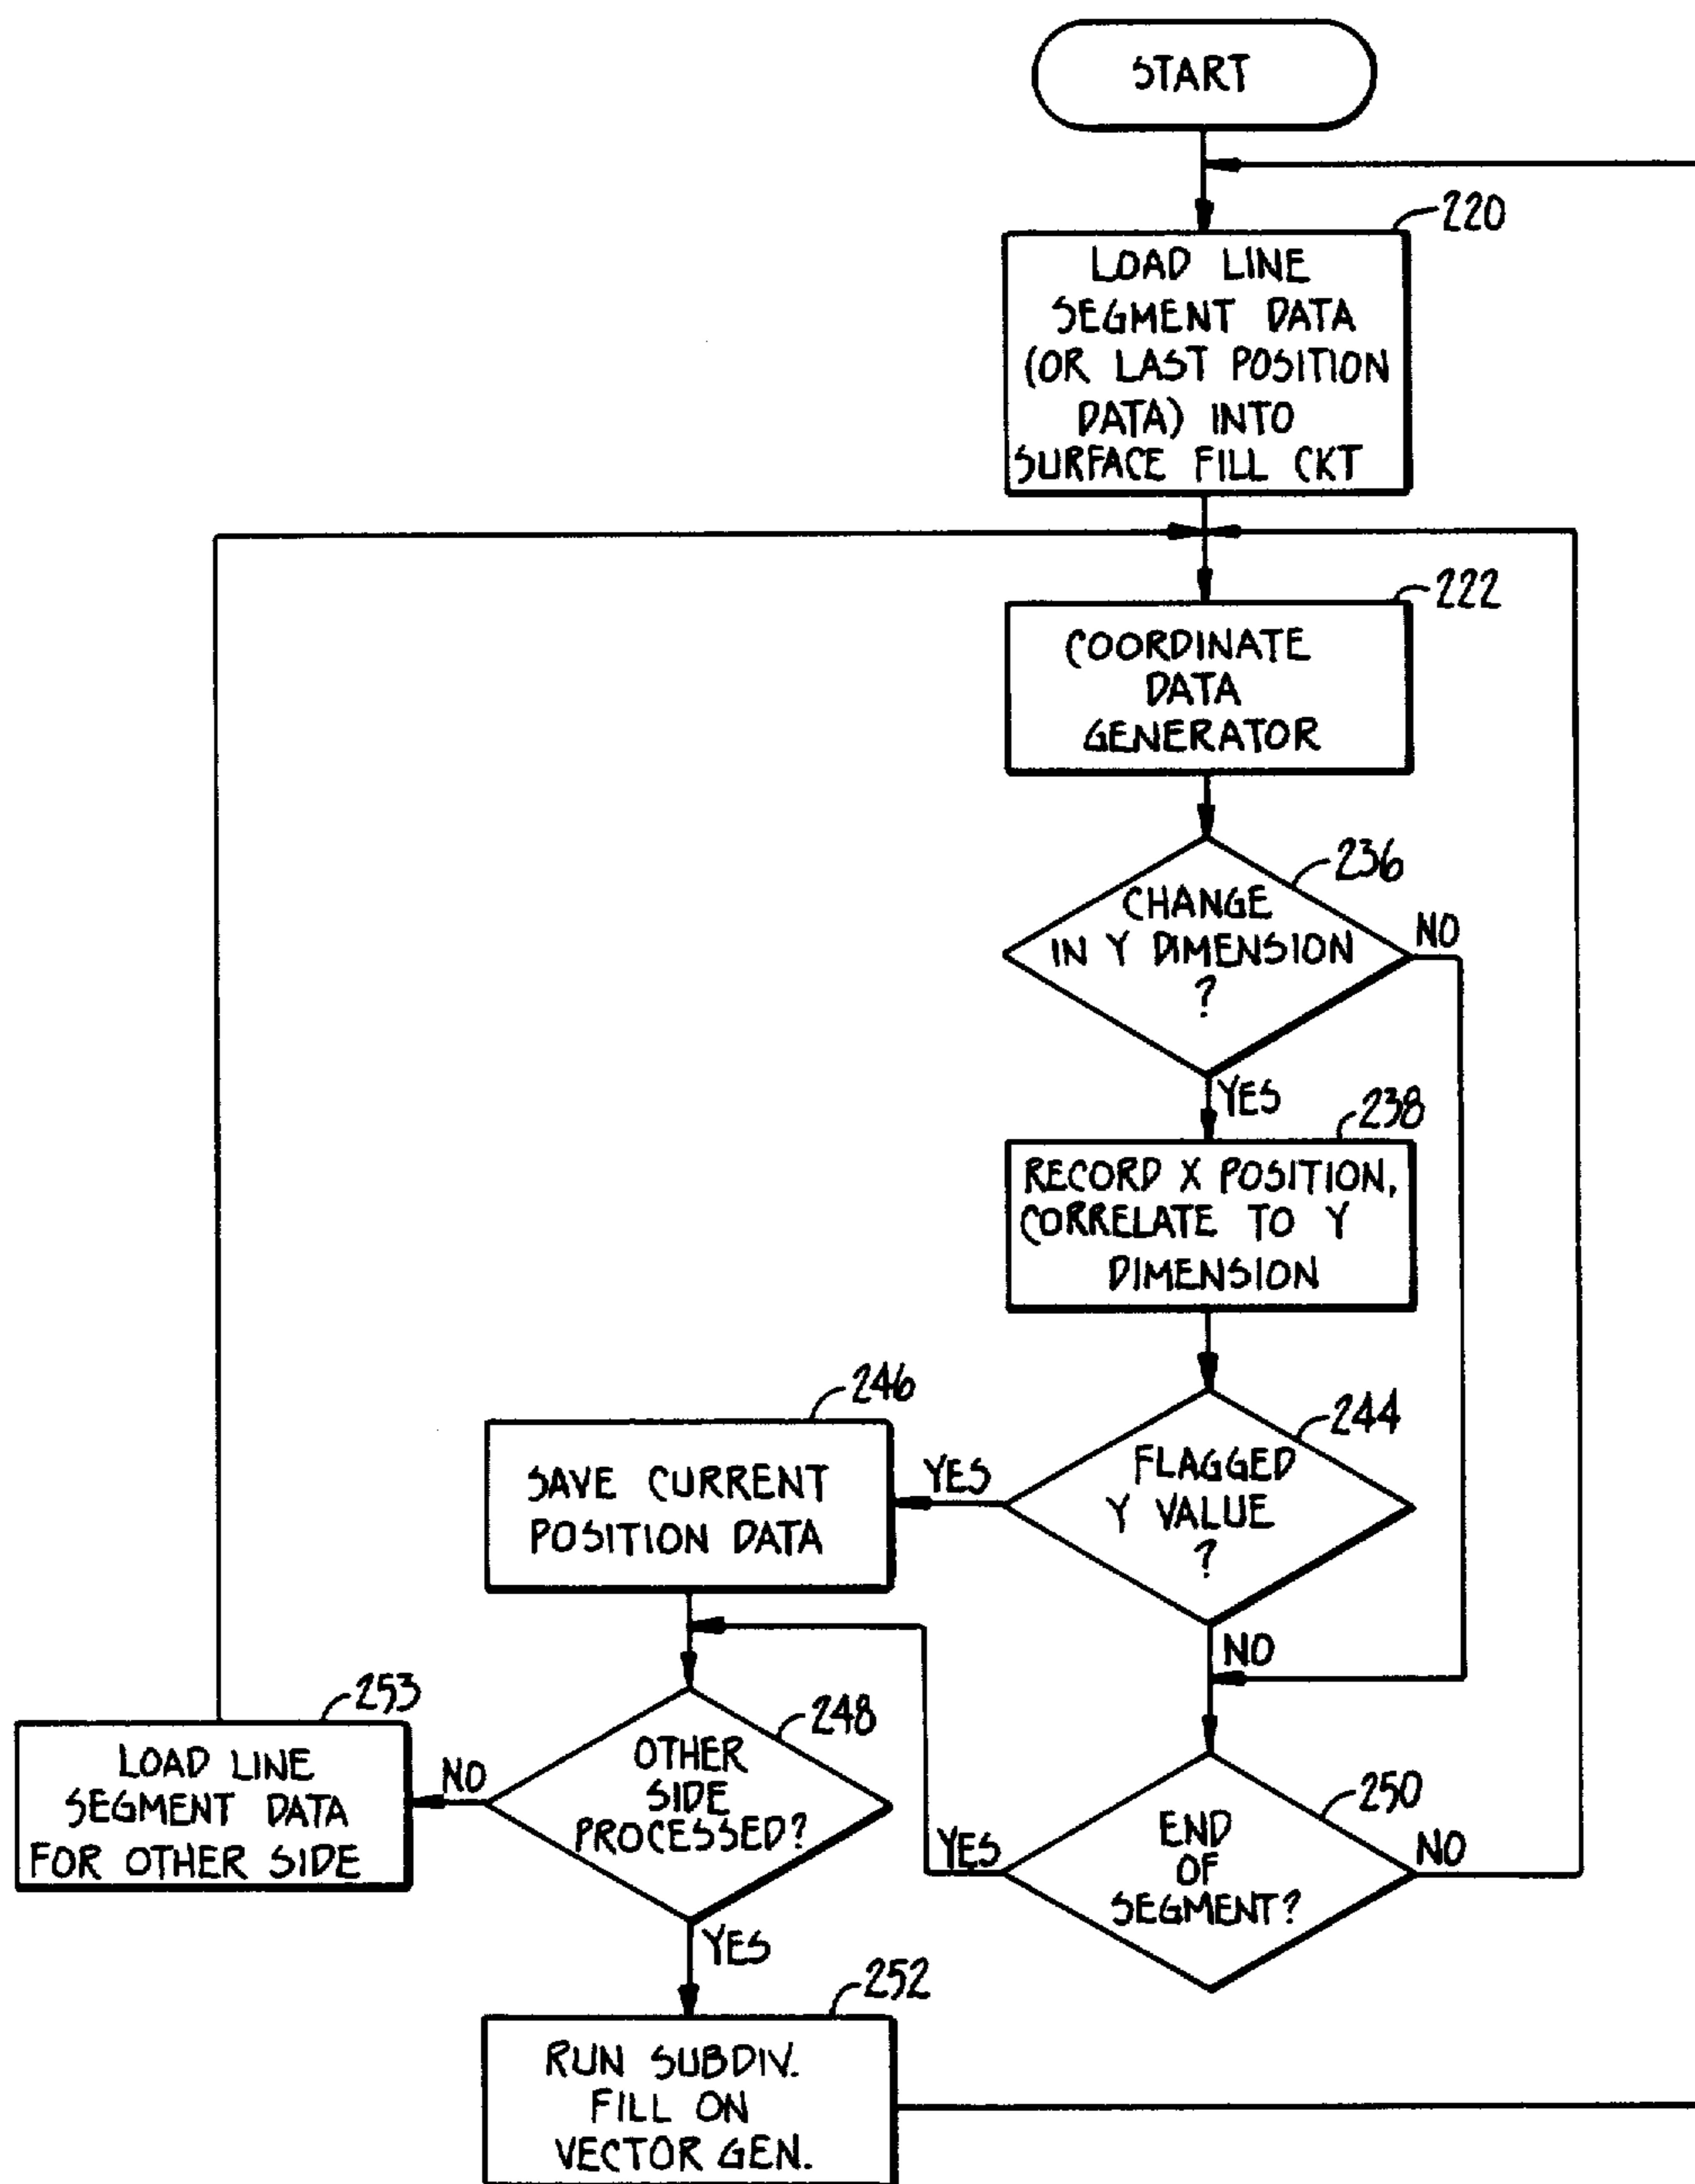 START
220
LOAD LINE
SEGMENT DATA
(OR LAST POSITION
DATA) INTO
SURFACE FILL CKT
222
COORDINATE
DATA
GENERATOR
236
CHANGE
IN Y DIMENSION
?
NO
YES
238
RECORD X POSITION,
CORRELATE TO Y
DIMENSION
244
FLAGGED
Y VALUE
?
YES
NO
246
SAVE CURRENT
POSITION DATA
248
OTHER
SIDE
PROCESSED?
NO
YES
253
LOAD LINE
SEGMENT DATA
FOR OTHER SIDE
250
END
OF
SEGMENT?
YES
NO
252
RUN SUBDIV.
FILL ON
VECTOR GEN.